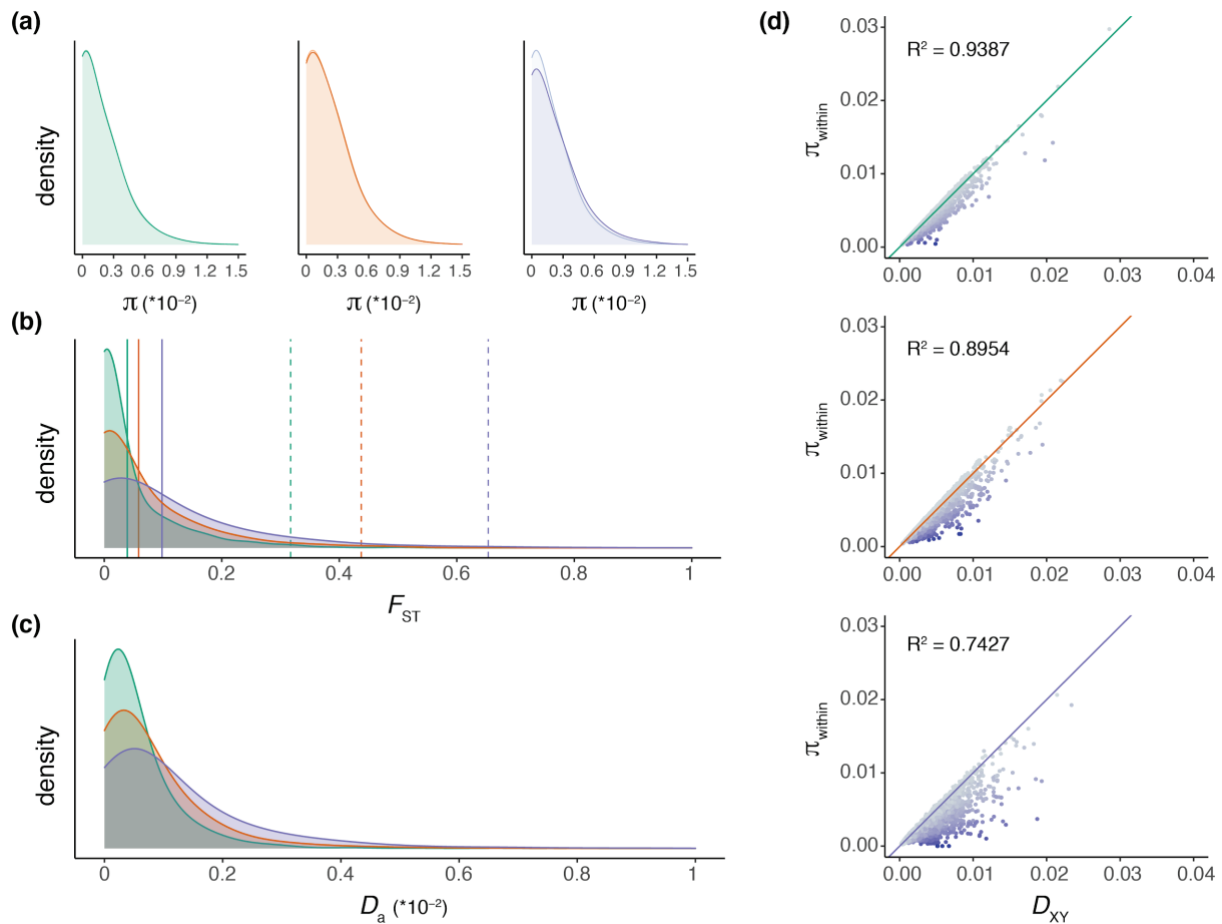 (a)
density
0 0.3 0.6 0.9 1.2 1.5
π (*10⁻²)
0 0.3 0.6 0.9 1.2 1.5
π (*10⁻²)
0 0.3 0.6 0.9 1.2 1.5
π (*10⁻²)
(b)
density
0 0.2 0.4 0.6 0.8 1
F_ST
(c)
density
0 0.2 0.4 0.6 0.8 1
D_a (*10⁻²)
(d)
R² = 0.9387
π_within
0.03
0.02
0.01
0.00
0.00 0.01 0.02 0.03 0.04
R² = 0.8954
π_within
0.03
0.02
0.01
0.00
0.00 0.01 0.02 0.03 0.04
R² = 0.7427
π_within
0.03
0.02
0.01
0.00
0.00 0.01 0.02 0.03 0.04
D_XY